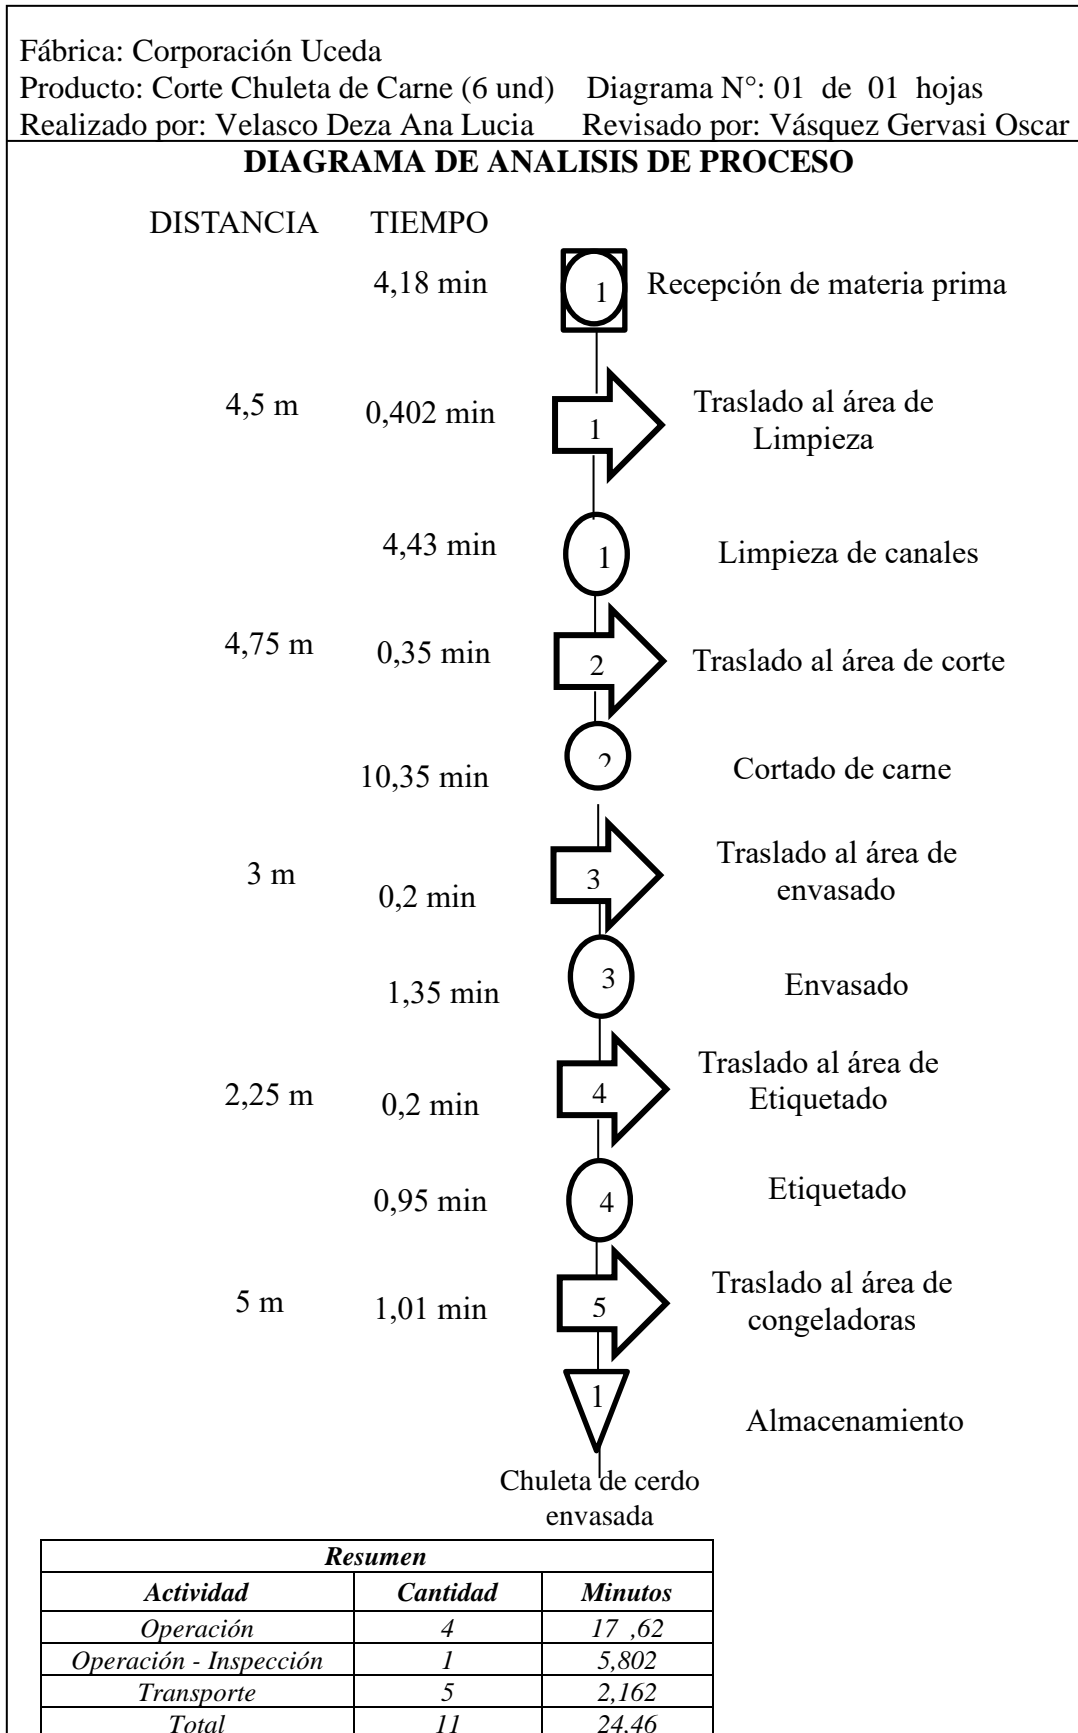 Fábrica: Corporación Uceda
Producto: Corte Chuleta de Carne (6 und) Diagrama N°: 01 de 01 hojas
Realizado por: Velasco Deza Ana Lucia Revisado por: Vásquez Gervasi Oscar
DIAGRAMA DE ANALISIS DE PROCESO
DISTANCIA TIEMPO
4,18 min 1 Recepción de materia prima
4,5 m 0,402 min 1 Traslado al área de
Limpieza
4,43 min 1 Limpieza de canales
4,75 m 0,35 min 2 Traslado al área de corte
10,35 min 2 Cortado de carne
3 m 0,2 min 3 Traslado al área de
envasado
1,35 min 3 Envasado
2,25 m 0,2 min 4 Traslado al área de
Etiquetado
0,95 min 4 Etiquetado
5 m 1,01 min 5 Traslado al área de
congeladoras
1 Almacenamiento
Chuleta de cerdo
envasada
Resumen
Actividad Cantidad Minutos
Operación 4 17 ,62
Operación - Inspección 1 5,802
Transporte 5 2,162
Total 11 24.46